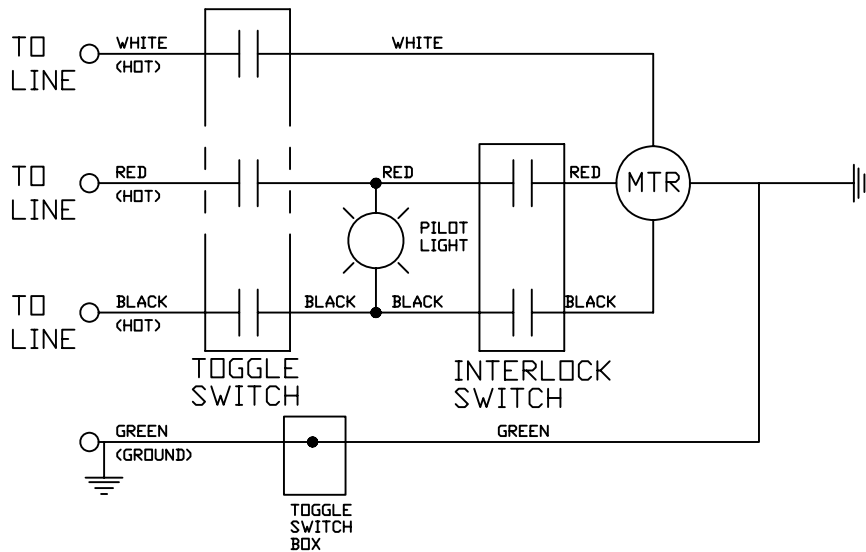 TO
LINE
WHITE
(HOT)
WHITE
TO
LINE
RED
(HOT)
RED
RED
MTR
PILOT
LIGHT
TO
LINE
BLACK
(HOT)
BLACK
BLACK
BLACK
TOGGLE
SWITCH
INTERLOCK
SWITCH
GREEN
(GROUND)
GREEN
TOGGLE
SWITCH
BOX